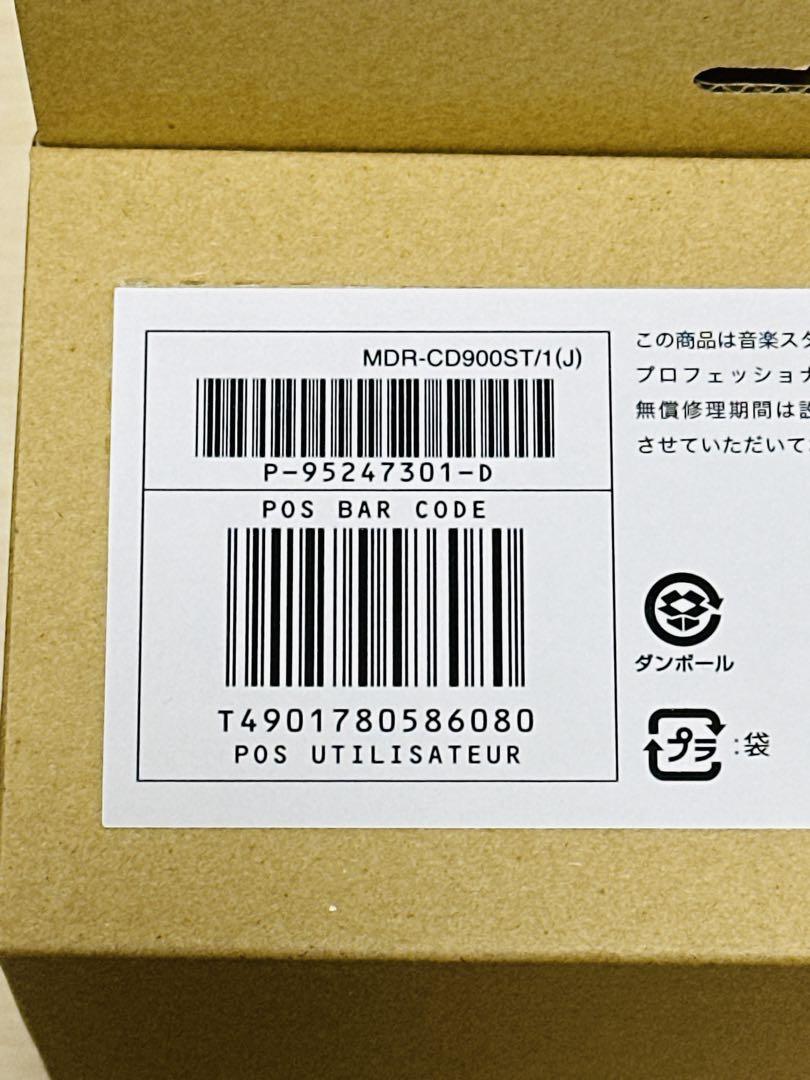 MDR-CD900ST/1(J)
P-95247301-D
POS BAR CODE
T4901780586080
POS UTILISATEUR
この商品は音楽スタ
プロフェッショナ
無償修理期間は
させていただいて
ダンボール
プラ :袋